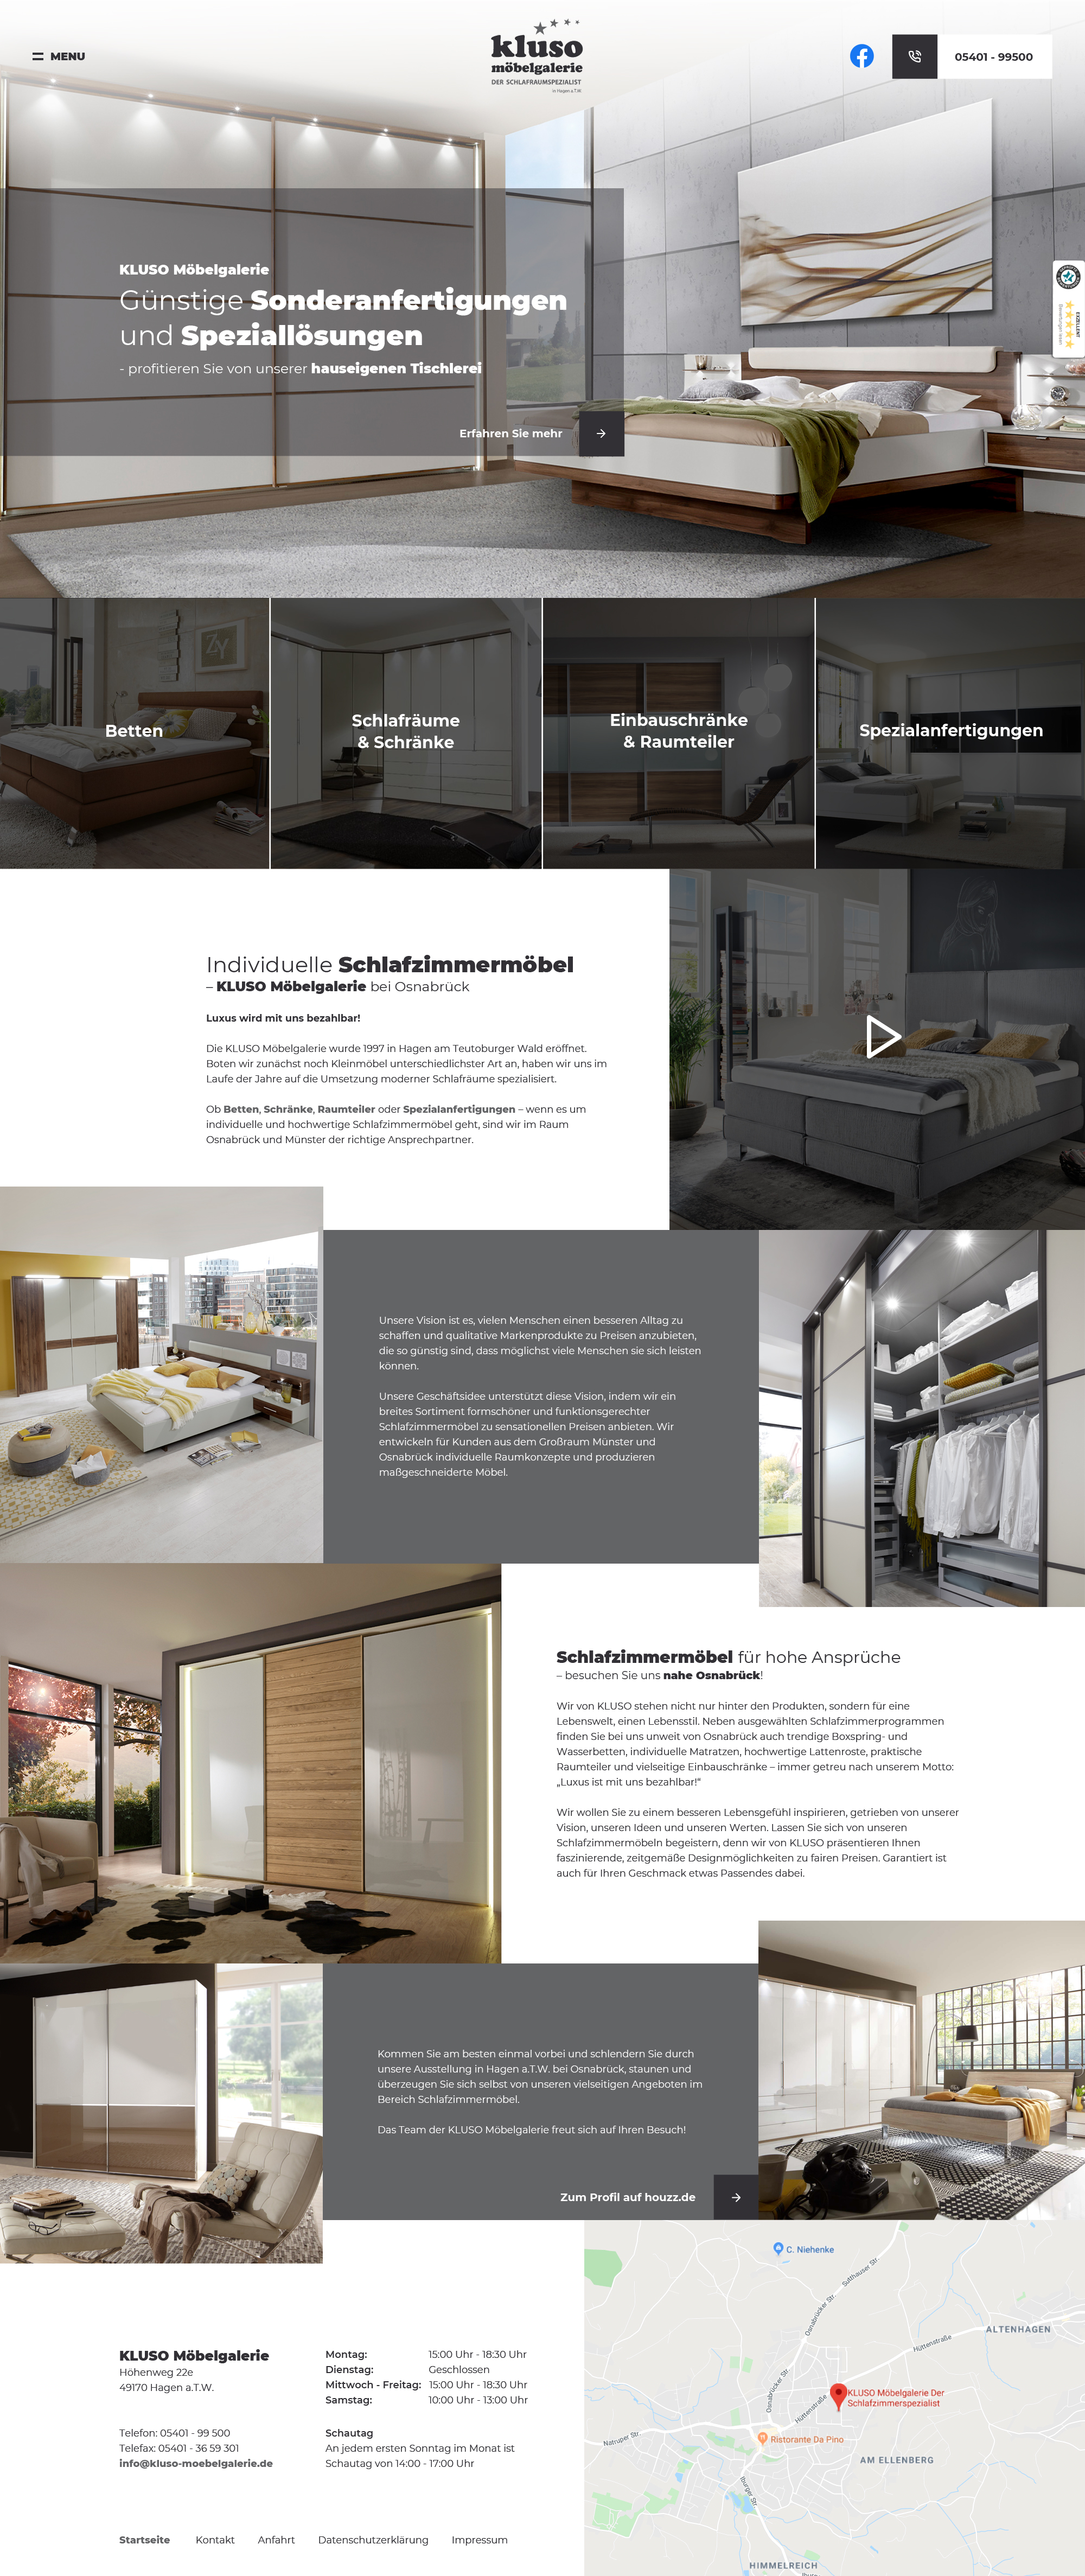 MENU
kluso
möbelgalerie
DER SCHLAFRAUMSPEZIALIST
in Hagen a.T.W.
05401 - 99500
KLUSO Möbelgalerie
Günstige Sonderanfertigungen
und Speziallösungen
- profitieren Sie von unserer hauseigenen Tischlerei
Erfahren Sie mehr
EXZELLENT
Betten
Schlafräume
& Schränke
Einbauschränke
& Raumteiler
Spezialanfertigungen
Individuelle Schlafzimmermöbel
– KLUSO Möbelgalerie bei Osnabrück
Luxus wird mit uns bezahlbar!
Die KLUSO Möbelgalerie wurde 1997 in Hagen am Teutoburger Wald eröffnet.
Boten wir zunächst noch Kleinmöbel unterschiedlichster Art an, haben wir uns im
Laufe der Jahre auf die Umsetzung moderner Schlafräume spezialisiert.
Ob Betten, Schränke, Raumteiler oder Spezialanfertigungen – wenn es um
individuelle und hochwertige Schlafzimmermöbel geht, sind wir im Raum
Osnabrück und Münster der richtige Ansprechpartner.
Unsere Vision ist es, vielen Menschen einen besseren Alltag zu
schaffen und qualitative Markenprodukte zu Preisen anzubieten,
die so günstig sind, dass möglichst viele Menschen sie sich leisten
können.
Unsere Geschäftsidee unterstützt diese Vision, indem wir ein
breites Sortiment formschöner und funktionsgerechter
Schlafzimmermöbel zu sensationellen Preisen anbieten. Wir
entwickeln für Kunden aus dem Großraum Münster und
Osnabrück individuelle Raumkonzepte und produzieren
maßgeschneiderte Möbel.
Schlafzimmermöbel für hohe Ansprüche
– besuchen Sie uns nahe Osnabrück!
Wir von KLUSO stehen nicht nur hinter den Produkten, sondern für eine
Lebenswelt, einen Lebensstil. Neben ausgewählten Schlafzimmerprogrammen
finden Sie bei uns unweit von Osnabrück auch trendige Boxspring- und
Wasserbetten, individuelle Matratzen, hochwertige Lattenroste, praktische
Raumteiler und vielseitige Einbauschränke – immer getreu nach unserem Motto:
„Luxus ist mit uns bezahlbar!“
Wir wollen Sie zu einem besseren Lebensgefühl inspirieren, getrieben von unserer
Vision, unseren Ideen und unseren Werten. Lassen Sie sich von unseren
Schlafzimmermöbeln begeistern, denn wir von KLUSO präsentieren Ihnen
faszinierende, zeitgemäße Designmöglichkeiten zu fairen Preisen. Garantiert ist
auch für Ihren Geschmack etwas Passendes dabei.
Kommen Sie am besten einmal vorbei und schlendern Sie durch
unsere Ausstellung in Hagen a.T.W. bei Osnabrück, staunen und
überzeugen Sie sich selbst von unseren vielseitigen Angeboten im
Bereich Schlafzimmermöbel.
Das Team der KLUSO Möbelgalerie freut sich auf Ihren Besuch!
Zum Profil auf houzz.de
KLUSO Möbelgalerie
Höhenweg 22e
49170 Hagen a.T.W.
Telefon: 05401 - 99 500
Telefax: 05401 - 36 59 301
info@kluso-moebelgalerie.de
Montag: 15:00 Uhr - 18:30 Uhr
Dienstag: Geschlossen
Mittwoch - Freitag: 15:00 Uhr - 18:30 Uhr
Samstag: 10:00 Uhr - 13:00 Uhr
Schautag
An jedem ersten Sonntag im Monat ist
Schautag von 14:00 - 17:00 Uhr
Startseite Kontakt Anfahrt Datenschutzerklärung Impressum
C. Niehenke
Sutthauser Str.
Osnabrücker Str.
ALTENHAGEN
Hüttenstraße
Osnabrücker Str.
Hüttenstraße
KLUSO Möbelgalerie Der
Schlafzimmerspezialist
Natruper Str.
Ristorante Da Pino
AM ELLENBERG
Iburger Str.
HIMMELREICH